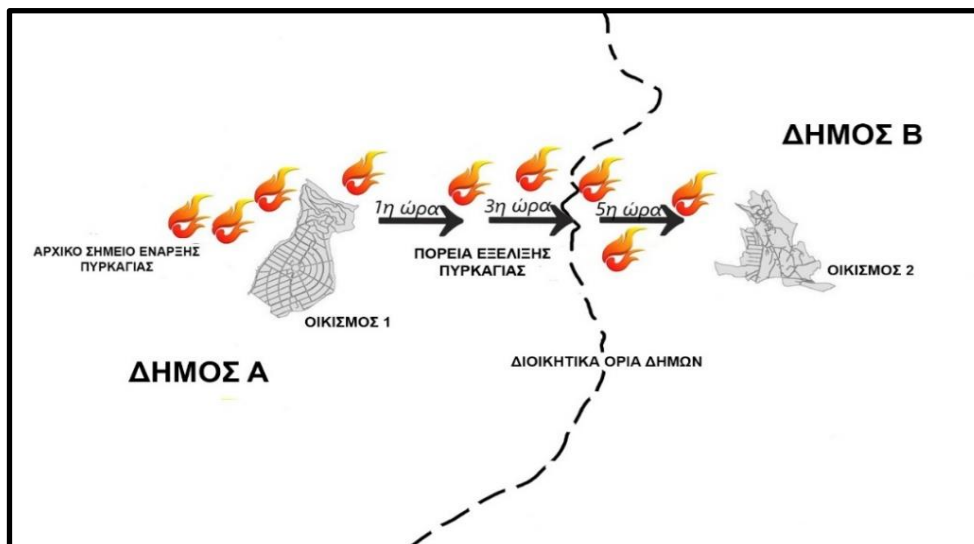 ΔΗΜΟΣ Β
1η ώρα
3η ώρα
5η ώρα
ΑΡΧΙΚΟ ΣΗΜΕΙΟ ΕΝΑΡΞΗΣ
ΠΥΡΚΑΓΙΑΣ
ΠΟΡΕΙΑ ΕΞΕΛΙΞΗΣ
ΠΥΡΚΑΓΙΑΣ
ΟΙΚΙΣΜΟΣ 2
ΟΙΚΙΣΜΟΣ 1
ΔΙΟΙΚΗΤΙΚΑ ΟΡΙΑ ΔΗΜΩΝ
ΔΗΜΟΣ Α